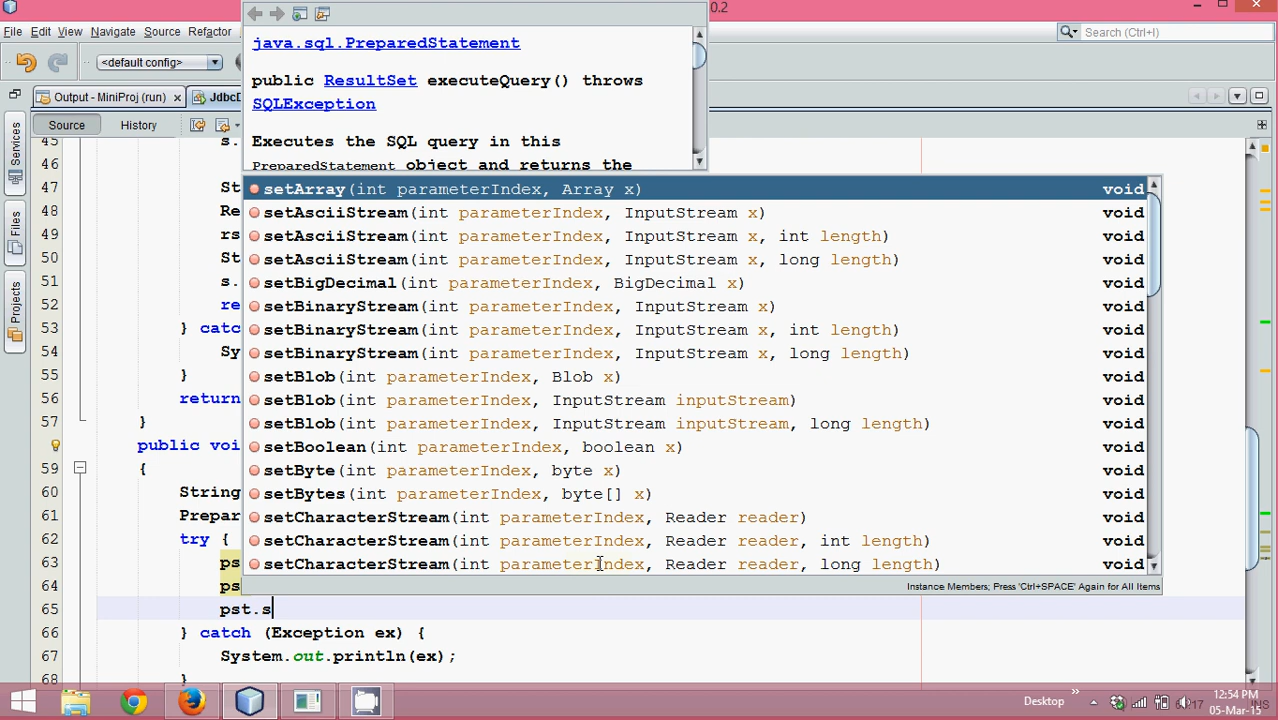 0.2
File Edit View Navigate Source Refactor
Search (Ctrl+I)
<default config>
Output - MiniProj (run) × JdbcD
Source History
java.sql.PreparedStatement
public ResultSet executeQuery() throws
SQLException
Executes the SQL query in this
PreparedStatement object and returns the
Services
Files
Projects
setArray(int parameterIndex, Array x) void
setAsciiStream(int parameterIndex, InputStream x) void
setAsciiStream(int parameterIndex, InputStream x, int length) void
setAsciiStream(int parameterIndex, InputStream x, long length) void
setBigDecimal(int parameterIndex, BigDecimal x) void
setBinaryStream(int parameterIndex, InputStream x) void
setBinaryStream(int parameterIndex, InputStream x, int length) void
setBinaryStream(int parameterIndex, InputStream x, long length) void
setBlob(int parameterIndex, Blob x) void
setBlob(int parameterIndex, InputStream inputStream) void
setBlob(int parameterIndex, InputStream inputStream, long length) void
setBoolean(int parameterIndex, boolean x) void
setByte(int parameterIndex, byte x) void
setBytes(int parameterIndex, byte[] x) void
setCharacterStream(int parameterIndex, Reader reader) void
setCharacterStream(int parameterIndex, Reader reader, int length) void
setCharacterStream(int parameterIndex, Reader reader, long length) void
Instance Members; Press 'Ctrl+SPACE' Again for All Items
45 s.
46
47 St
48 Re
49 rs
50 St
51 s.
52 re
53 } catc
54 Sy
55 }
56 return
57 }
public voi
59 {
60 String
61 Prepar
62 try {
63 ps
64 ps
65 pst.s
66 } catch (Exception ex) {
67 System.out.println(ex);
68 }
Desktop
12:54 PM
05-Mar-15
INS